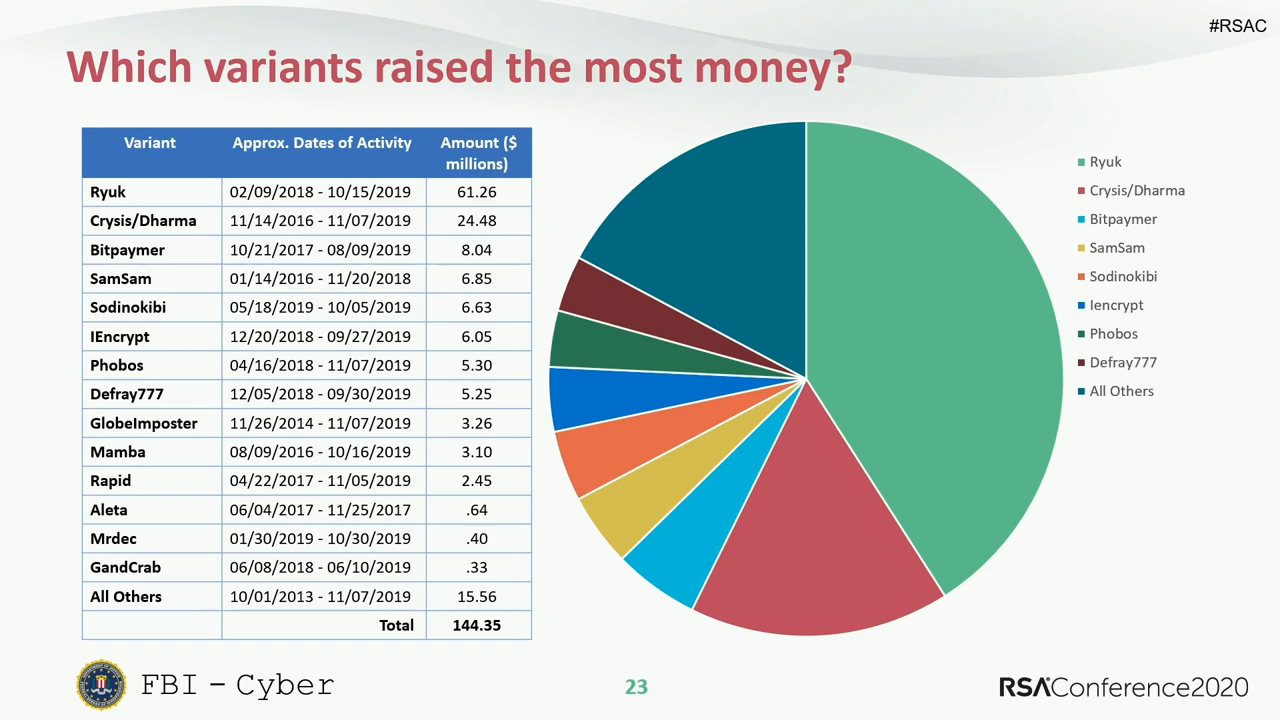 #RSAC
Which variants raised the most money?
Variant Approx. Dates of Activity Amount ($ millions)
Ryuk 02/09/2018 - 10/15/2019 61.26
Crysis/Dharma 11/14/2016 - 11/07/2019 24.48
Bitpaymer 10/21/2017 - 08/09/2019 8.04
SamSam 01/14/2016 - 11/20/2018 6.85
Sodinokibi 05/18/2019 - 10/05/2019 6.63
IEncrypt 12/20/2018 - 09/27/2019 6.05
Phobos 04/16/2018 - 11/07/2019 5.30
Defray777 12/05/2018 - 09/30/2019 5.25
GlobeImposter 11/26/2014 - 11/07/2019 3.26
Mamba 08/09/2016 - 10/16/2019 3.10
Rapid 04/22/2017 - 11/05/2019 2.45
Aleta 06/04/2017 - 11/25/2017 .64
Mrdec 01/30/2019 - 10/30/2019 .40
GandCrab 06/08/2018 - 06/10/2019 .33
All Others 10/01/2013 - 11/07/2019 15.56
Total 144.35
Ryuk
Crysis/Dharma
Bitpaymer
SamSam
Sodinokibi
Iencrypt
Phobos
Defray777
All Others
FBI - Cyber
23
RSAConference2020